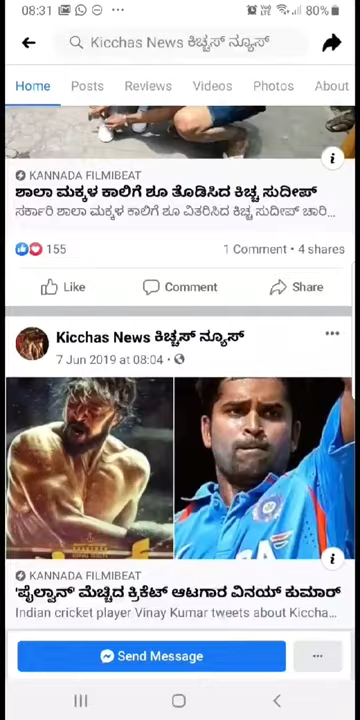 08:31 80%
Kicchas News ಕಿಚ್ಚಸ್ ನ್ಯೂಸ್
Home Posts Reviews Videos Photos About
KANNADA FILMIBEAT
ಶಾಲಾ ಮಕ್ಕಳ ಕಾಲಿಗೆ ಶೂ ತೊಡಿಸಿದ ಕಿಚ್ಚ ಸುದೀಪ್
ಸರ್ಕಾರಿ ಶಾಲಾ ಮಕ್ಕಳ ಕಾಲಿಗೆ ಶೂ ವಿತರಿಸಿದ ಕಿಚ್ಚ ಸುದೀಪ್ ಚಾರಿ...
155 1 Comment • 4 shares
Like Comment Share
Kicchas News ಕಿಚ್ಚಸ್ ನ್ಯೂಸ್
7 Jun 2019 at 08:04 •
KANNADA FILMIBEAT
'ಪೈಲ್ವಾನ್' ಮೆಚ್ಚಿದ ಕ್ರಿಕೆಟ್ ಆಟಗಾರ ವಿನಯ್ ಕುಮಾರ್
Indian cricket player Vinay Kumar tweets about Kiccha...
Send Message